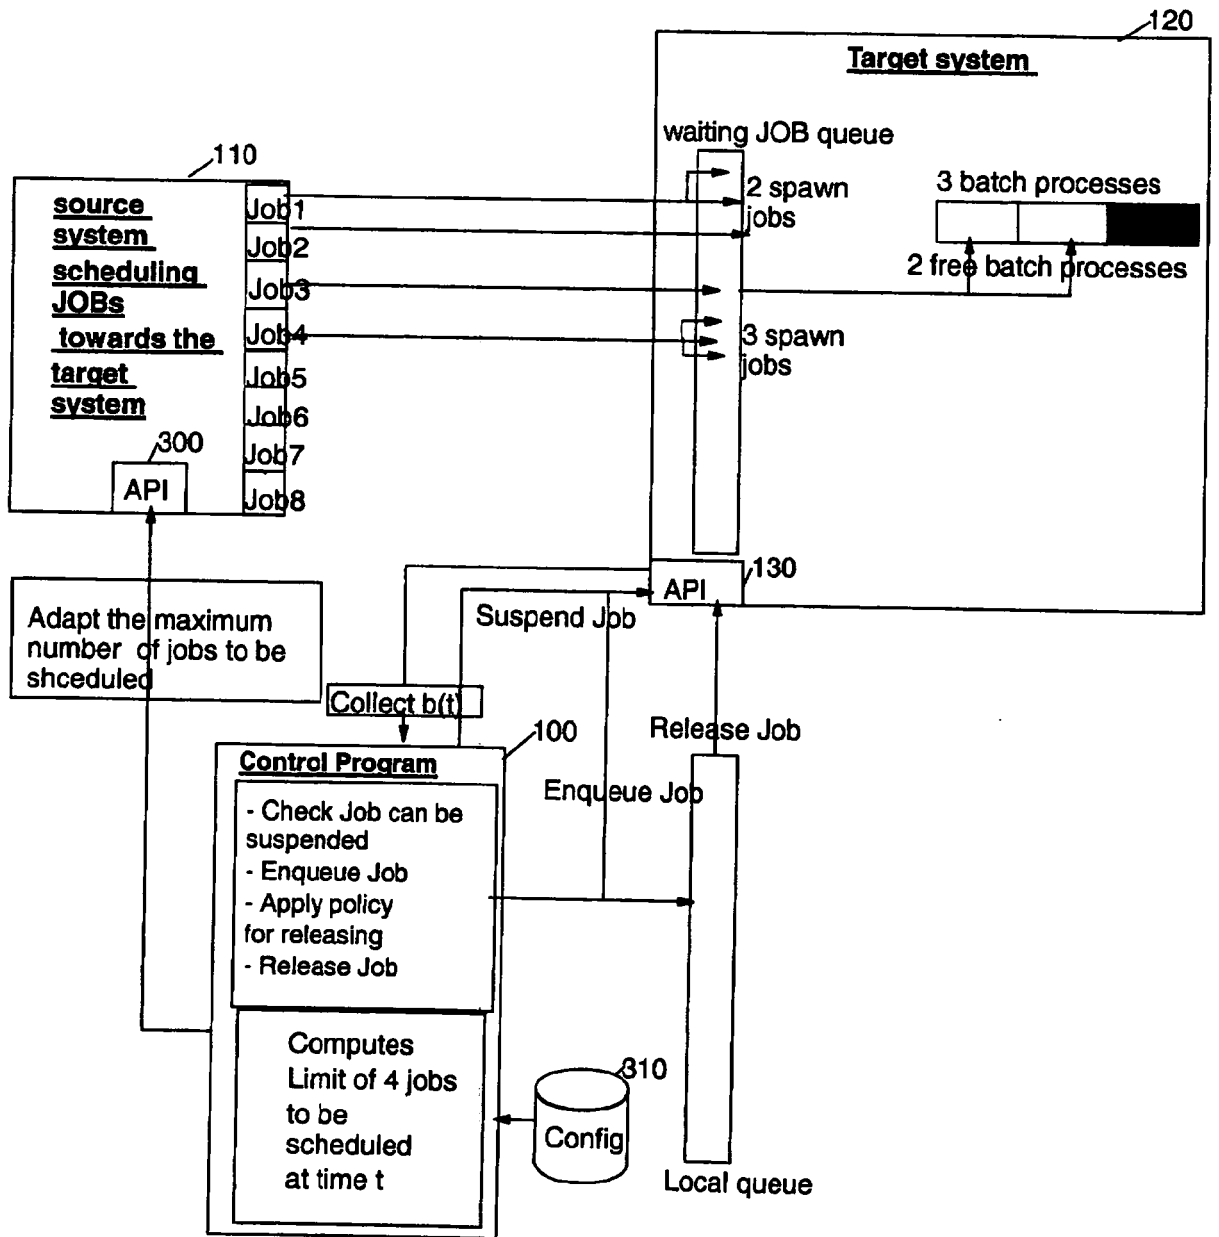 120
Target system
waiting JOB queue
110
source
system
scheduling
JOBs
towards the
target
system
Job1
Job2
Job3
Job4
Job5
Job6
Job7
Job8
2 spawn
jobs
3 batch processes
2 free batch processes
3 spawn
jobs
300
API
130
API
Adapt the maximum
number of jobs to be
shceduled
Suspend Job
Collect b(t)
100
Release Job
Control Program
Enqueue Job
- Check Job can be
suspended
- Enqueue Job
- Apply policy
for releasing
- Release Job
Computes
Limit of 4 jobs
to be
scheduled
at time t
310
Config
Local queue